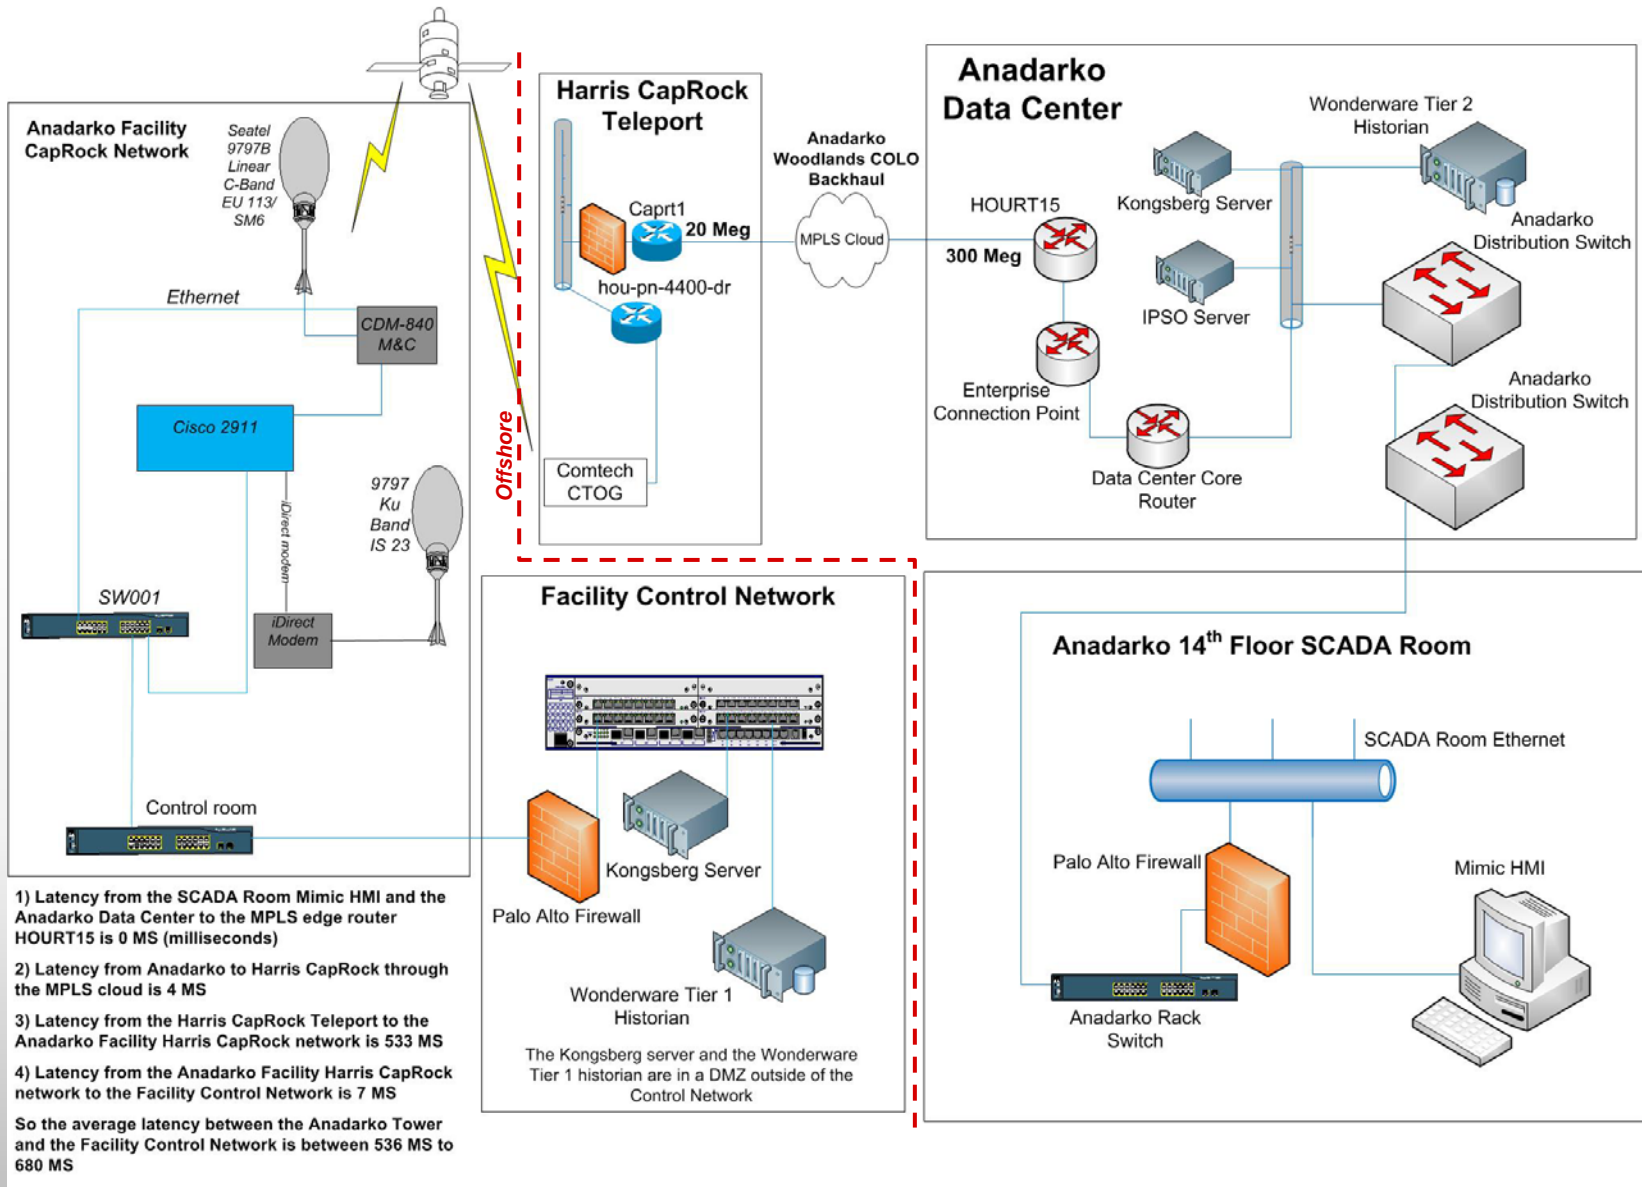 Anadarko Facility
CapRock Network
Seatel
9797B
Linear
C-Band
EU 113/
SM6
Ethernet
CDM-840
M&C
Cisco 2911
iDirect modem
9797
Ku
Band
IS 23
SW001
iDirect
Modem
Control room
Offshore
Harris CapRock
Teleport
Caprt1
20 Meg
hou-pn-4400-dr
Comtech
CTOG
Anadarko
Woodlands COLO
Backhaul
MPLS Cloud
Anadarko
Data Center
HOURT15
300 Meg
Enterprise
Connection Point
Data Center Core
Router
Kongsberg Server
IPSO Server
Wonderware Tier 2
Historian
Anadarko
Distribution Switch
Anadarko
Distribution Switch
Facility Control Network
Kongsberg Server
Palo Alto Firewall
Wonderware Tier 1
Historian
The Kongsberg server and the Wonderware
Tier 1 historian are in a DMZ outside of the
Control Network
Anadarko 14th Floor SCADA Room
SCADA Room Ethernet
Palo Alto Firewall
Mimic HMI
Anadarko Rack
Switch
1) Latency from the SCADA Room Mimic HMI and the
Anadarko Data Center to the MPLS edge router
HOURT15 is 0 MS (milliseconds)
2) Latency from Anadarko to Harris CapRock through
the MPLS cloud is 4 MS
3) Latency from the Harris CapRock Teleport to the
Anadarko Facility Harris CapRock network is 533 MS
4) Latency from the Anadarko Facility Harris CapRock
network to the Facility Control Network is 7 MS
So the average latency between the Anadarko Tower
and the Facility Control Network is between 536 MS to
680 MS